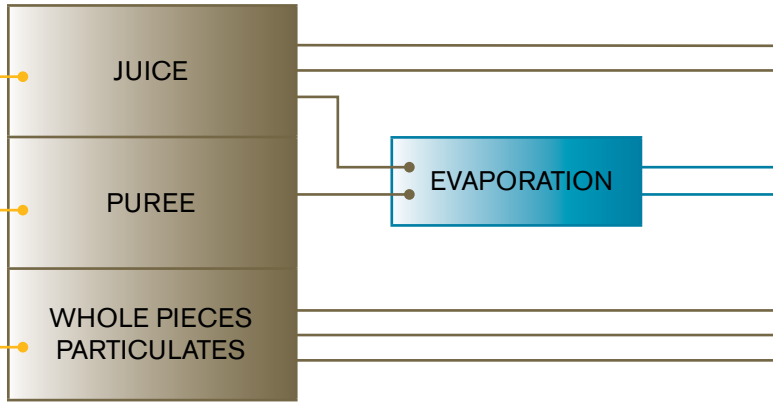 JUICE
EVAPORATION
PUREE
WHOLE PIECES
PARTICULATES